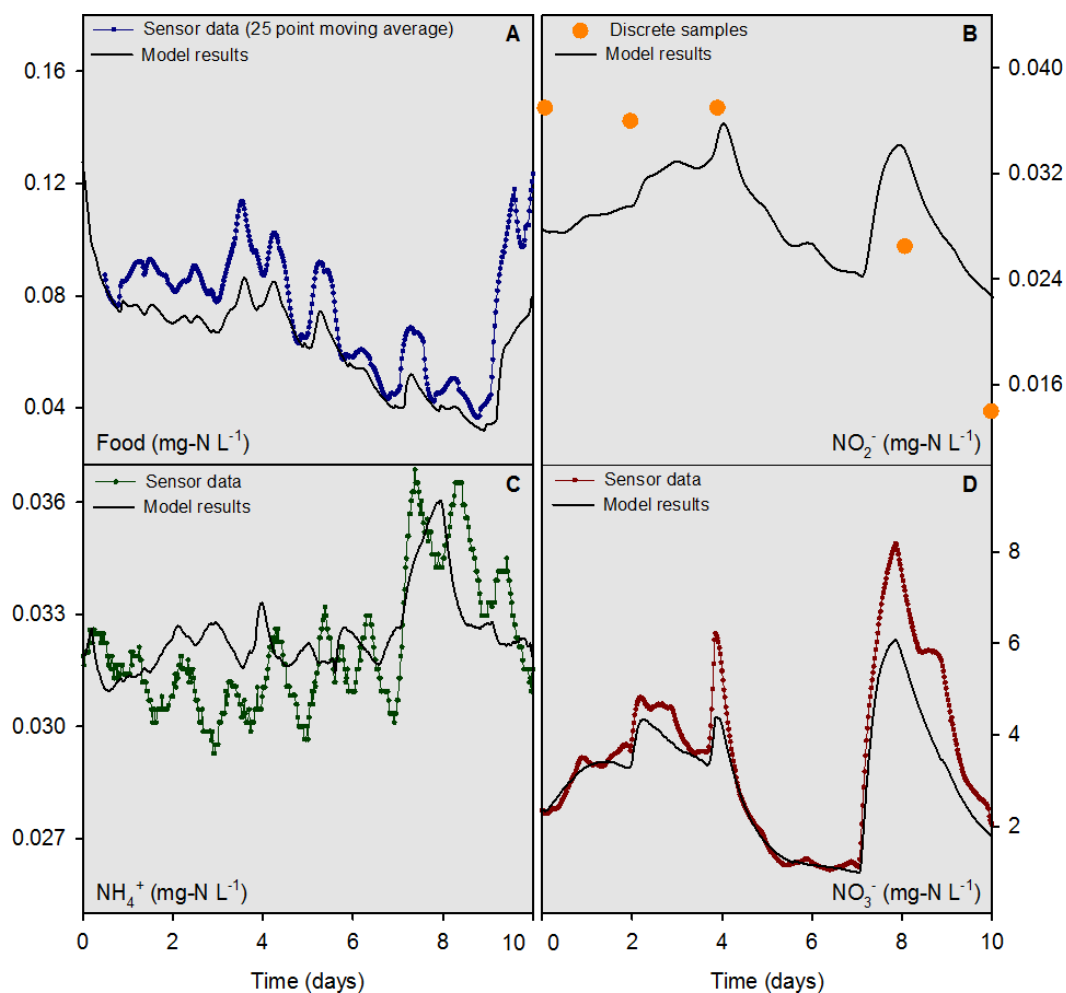 Sensor data (25 point moving average) A
Model results
0.16
0.12
0.08
0.04
Food (mg-N L⁻¹)
Discrete samples B
Model results
0.040
0.032
0.024
0.016
NO₂⁻ (mg-N L⁻¹)
Sensor data C
Model results
0.036
0.033
0.030
0.027
NH₄⁺ (mg-N L⁻¹)
0 2 4 6 8 10
Time (days)
Sensor data D
Model results
8
6
4
2
NO₃⁻ (mg-N L⁻¹)
0 2 4 6 8 10
Time (days)